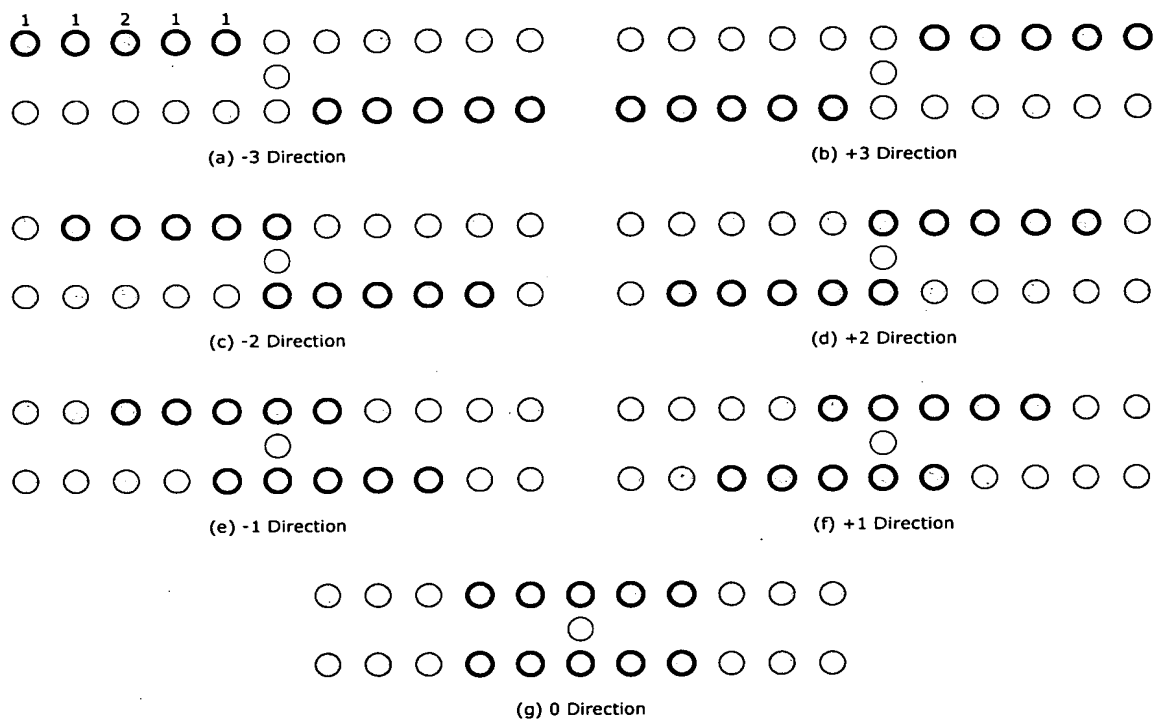 1 1 2 1 1
(a) -3 Direction
(b) +3 Direction
(c) -2 Direction
(d) +2 Direction
(e) -1 Direction
(f) +1 Direction
(g) 0 Direction